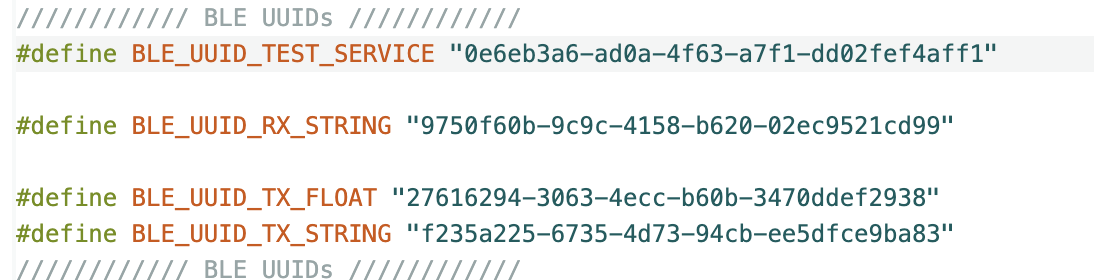 //////////// BLE UUIDs ////////////
#define BLE_UUID_TEST_SERVICE "0e6eb3a6-ad0a-4f63-a7f1-dd02fef4aff1"
#define BLE_UUID_RX_STRING "9750f60b-9c9c-4158-b620-02ec9521cd99"
#define BLE_UUID_TX_FLOAT "27616294-3063-4ecc-b60b-3470ddef2938"
#define BLE_UUID_TX_STRING "f235a225-6735-4d73-94cb-ee5dfce9ba83"
//////////// BLE UUIDs ////////////